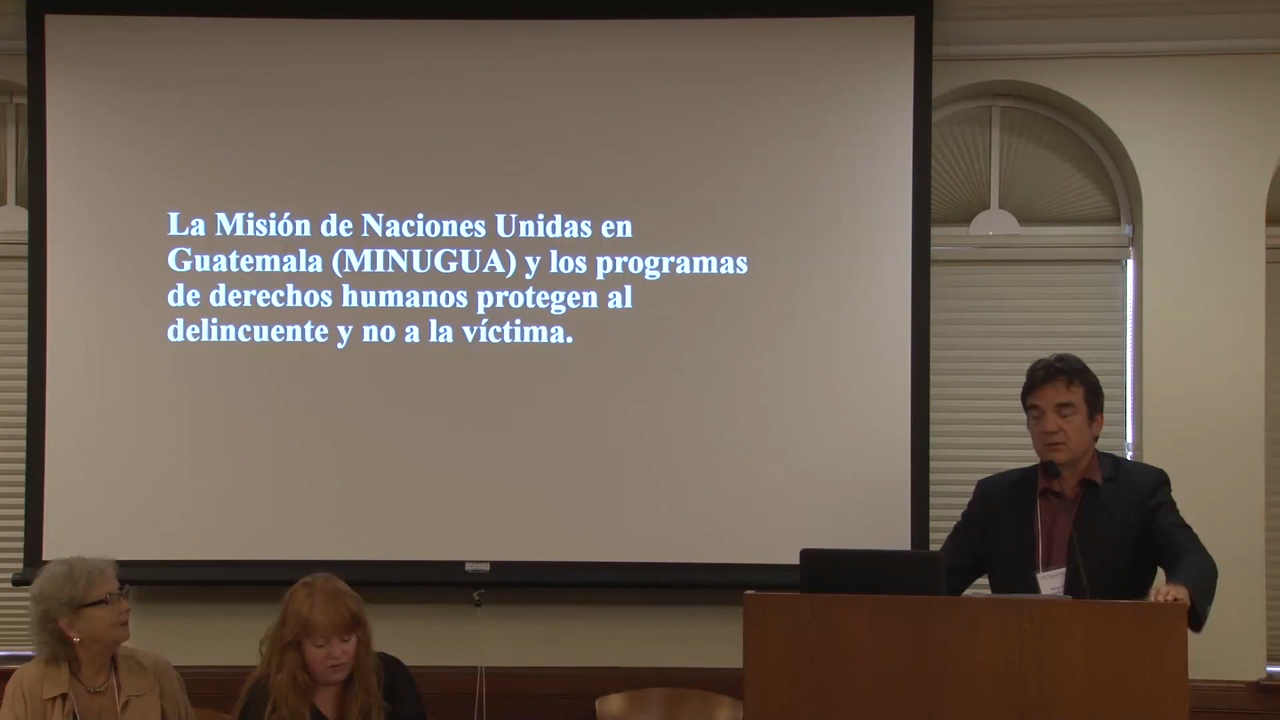 La Misión de Naciones Unidas en
Guatemala (MINUGUA) y los programas
de derechos humanos protegen al
delincuente y no a la víctima.